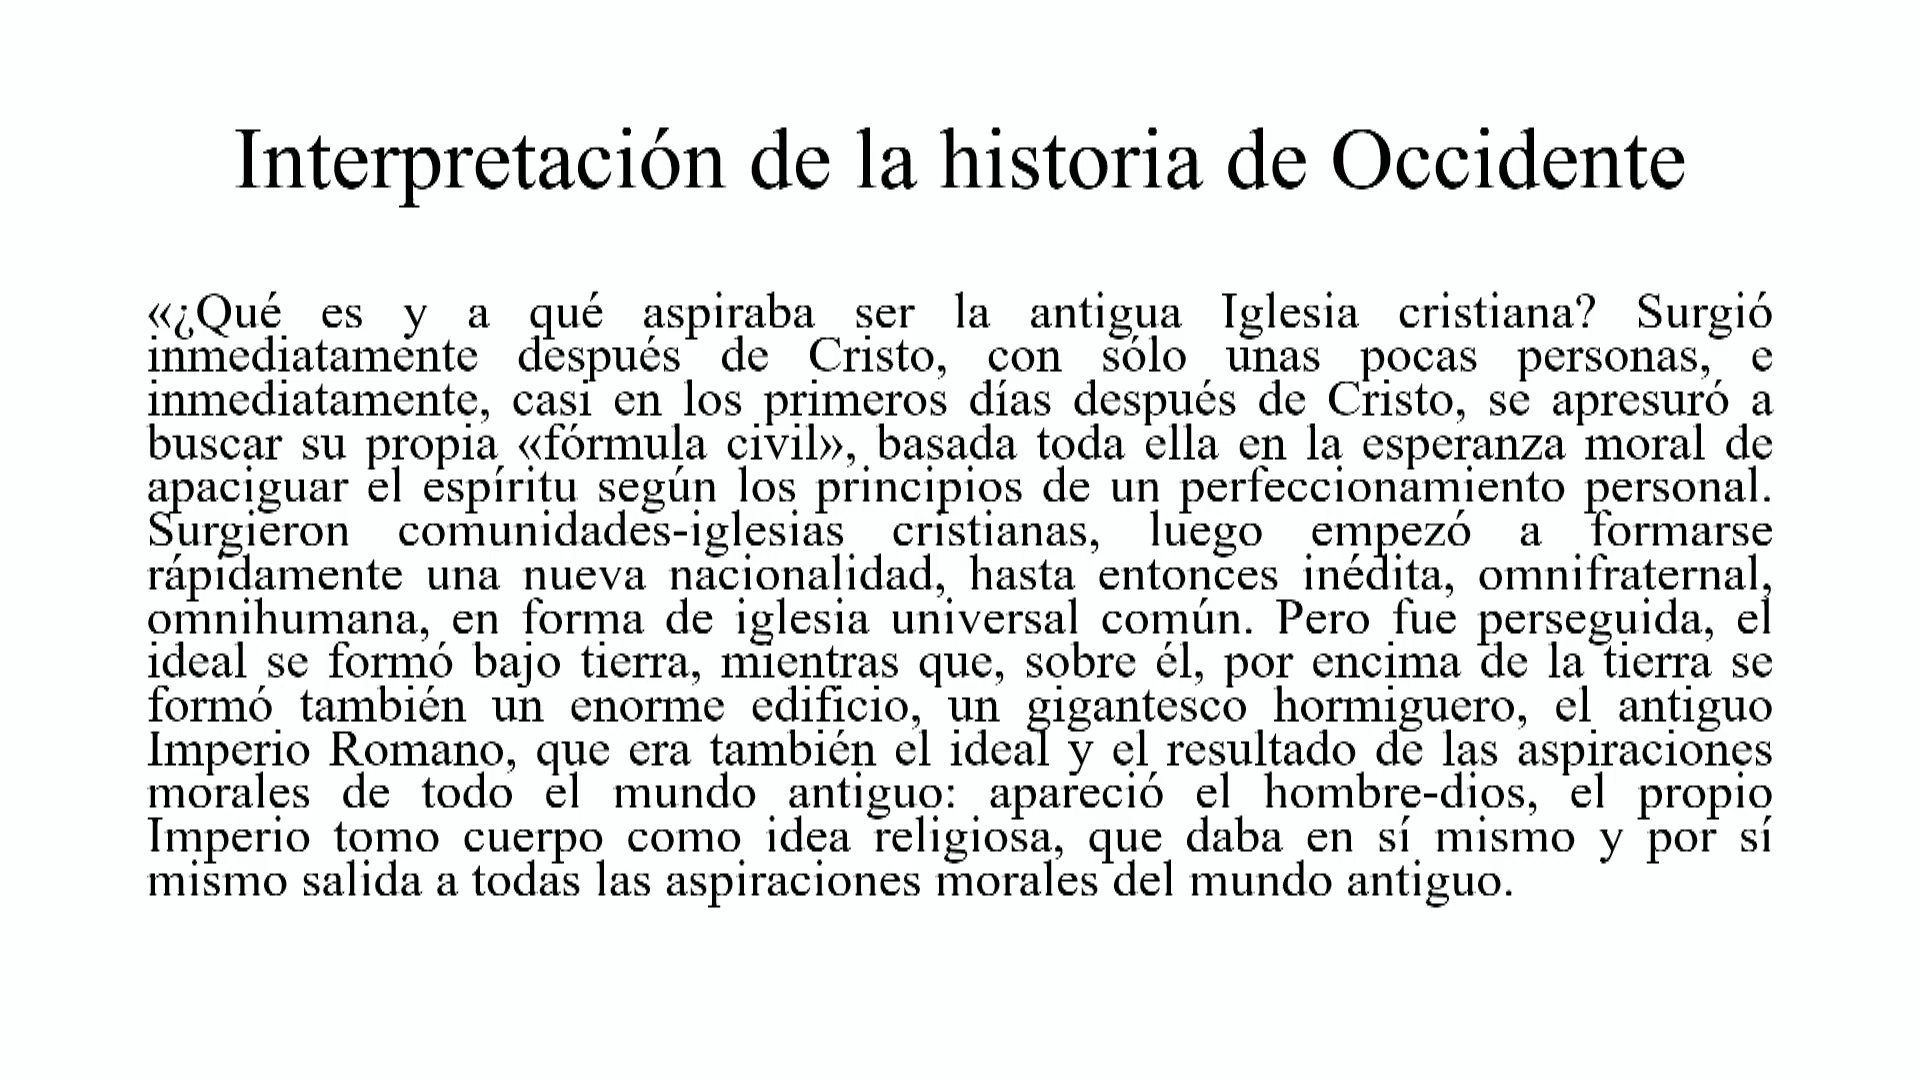 Interpretación de la historia de Occidente
«¿Qué es y a qué aspiraba ser la antigua Iglesia cristiana? Surgió
inmediatamente después de Cristo, con sólo unas pocas personas, e
inmediatamente, casi en los primeros días después de Cristo, se apresuró a
buscar su propia «fórmula civil», basada toda ella en la esperanza moral de
apaciguar el espíritu según los principios de un perfeccionamiento personal.
Surgieron comunidades-iglesias cristianas, luego empezó a formarse
rápidamente una nueva nacionalidad, hasta entonces inédita, omnifraternal,
omnihumana, en forma de iglesia universal común. Pero fue perseguida, el
ideal se formó bajo tierra, mientras que, sobre él, por encima de la tierra se
formó también un enorme edificio, un gigantesco hormiguero, el antiguo
Imperio Romano, que era también el ideal y el resultado de las aspiraciones
morales de todo el mundo antiguo: apareció el hombre-dios, el propio
Imperio tomo cuerpo como idea religiosa, que daba en sí mismo y por sí
mismo salida a todas las aspiraciones morales del mundo antiguo.